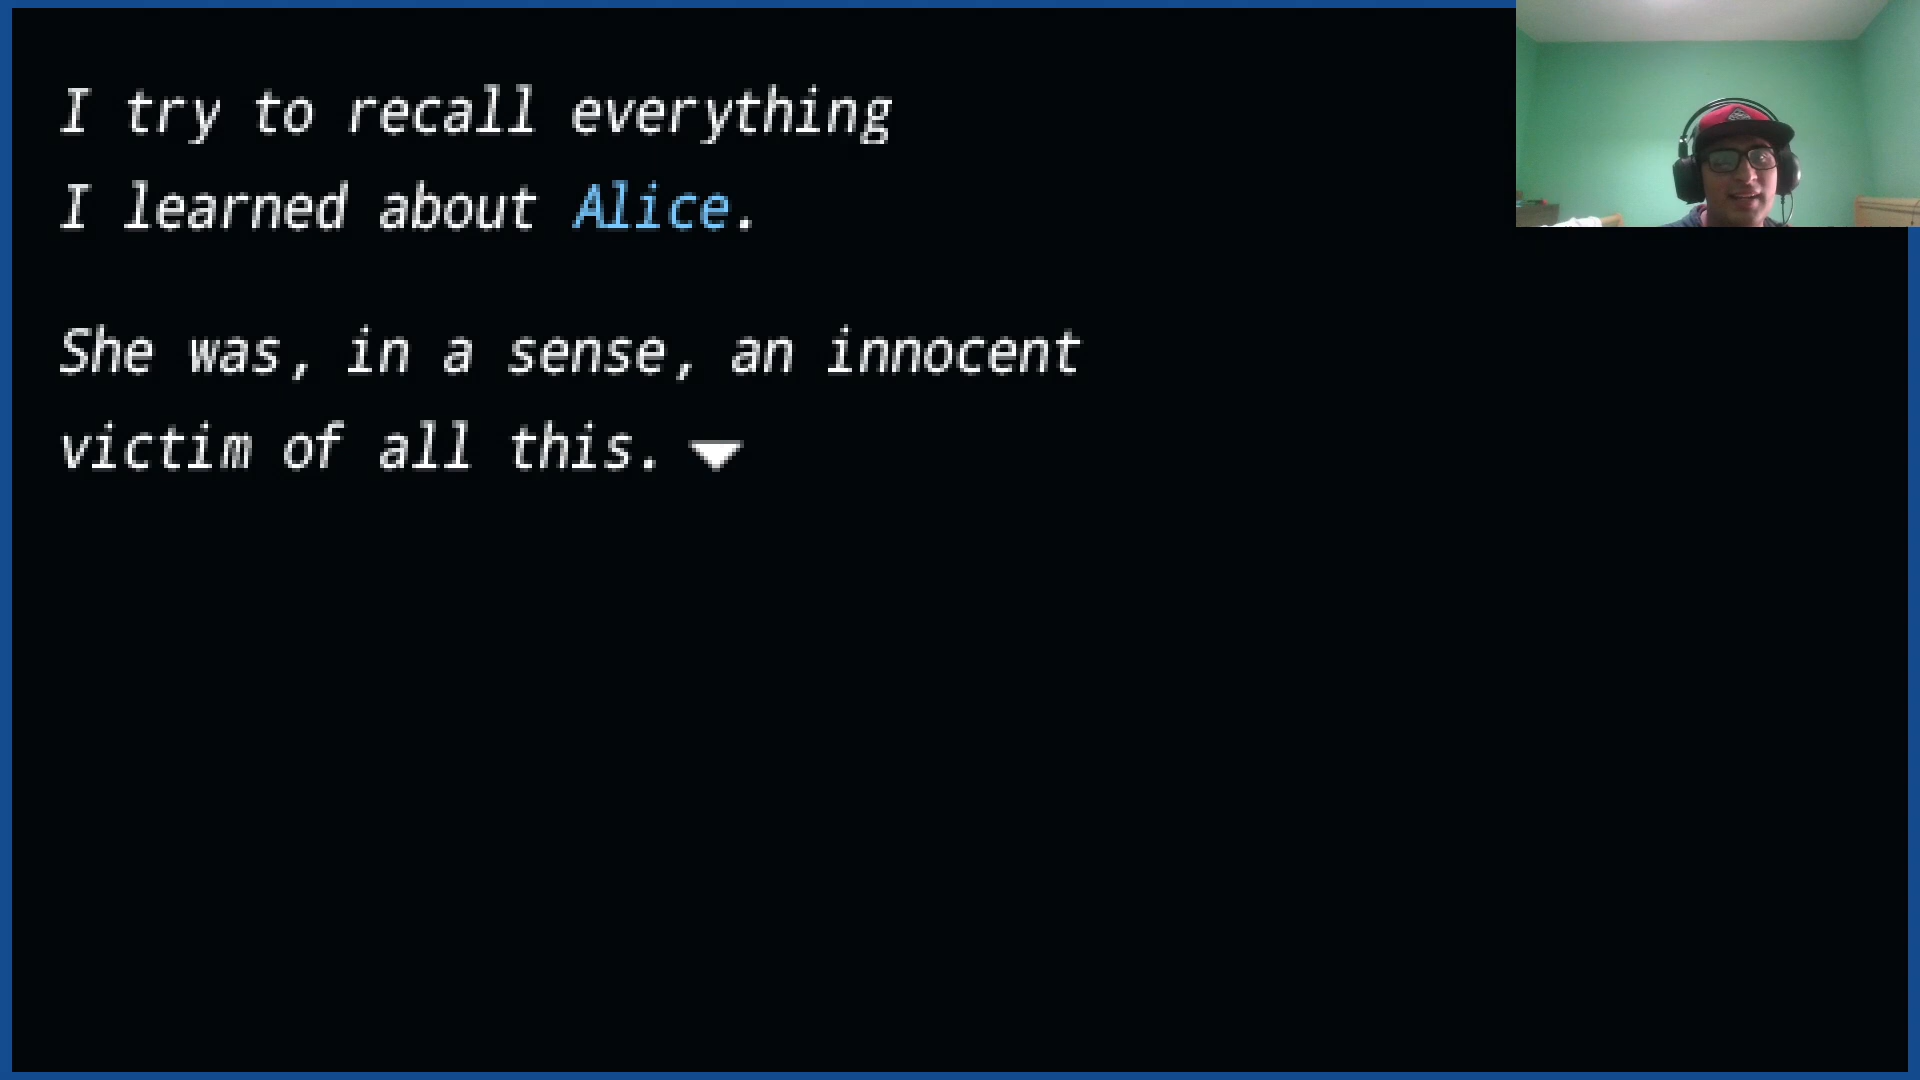 I try to recall everything
I learned about Alice.
She was, in a sense, an innocent
victim of all this.